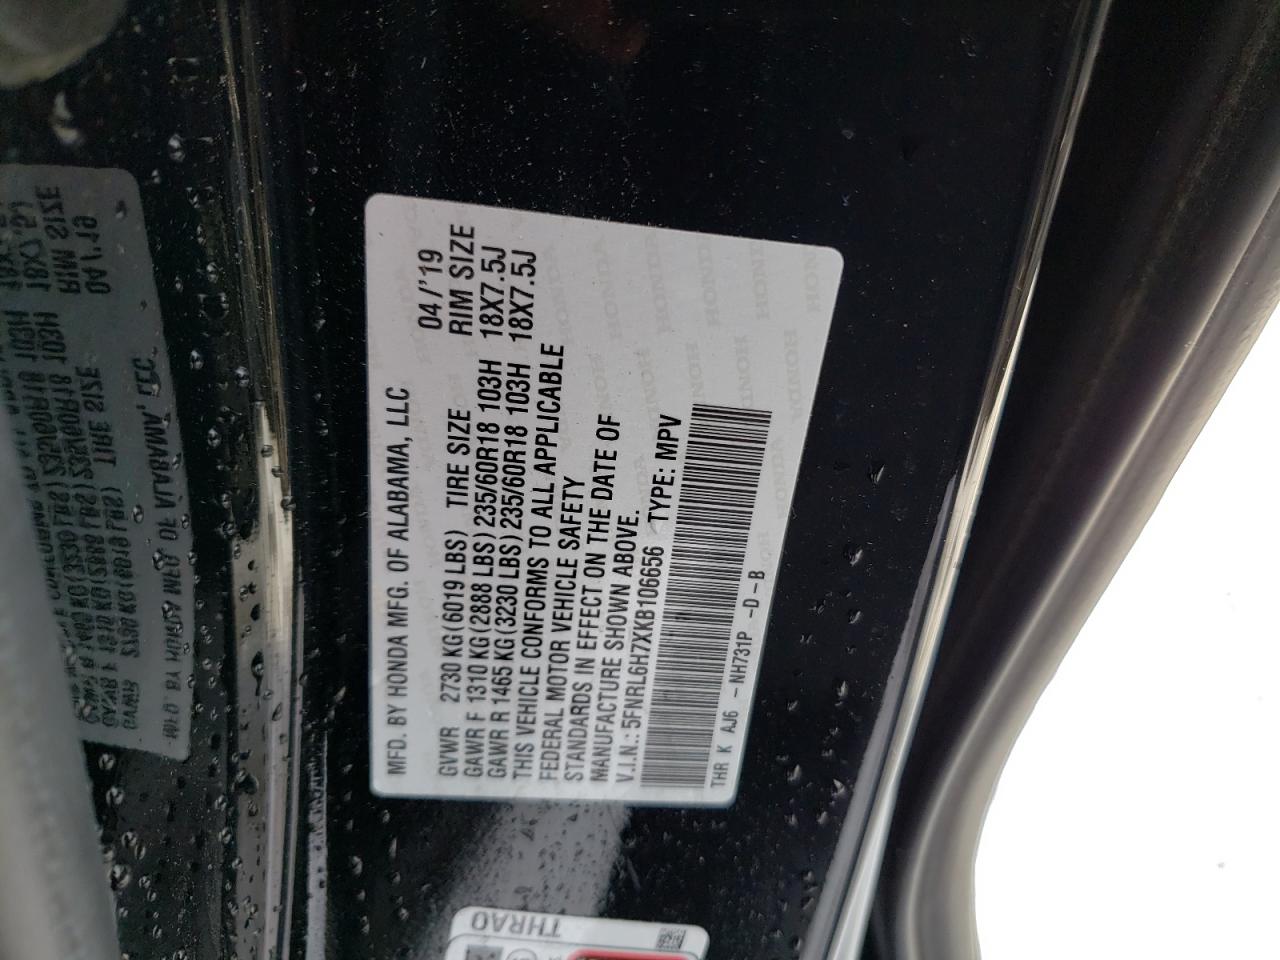 MFD. BY HONDA MFG. OF ALABAMA, LLC 04/'19
GVWR 2730 KG (6019 LBS) TIRE SIZE RIM SIZE
GAWR F 1310 KG (2888 LBS) 235/60R18 103H 18X7.5J
GAWR R 1465 KG (3230 LBS) 235/60R18 103H 18X7.5J
THIS VEHICLE CONFORMS TO ALL APPLICABLE
FEDERAL MOTOR VEHICLE SAFETY
STANDARDS IN EFFECT ON THE DATE OF
MANUFACTURE SHOWN ABOVE.
V.I.N.: 5FNRL6H7XKB106656 TYPE: MPV
THR K AJ6 -NH731P -D-B
THRA0